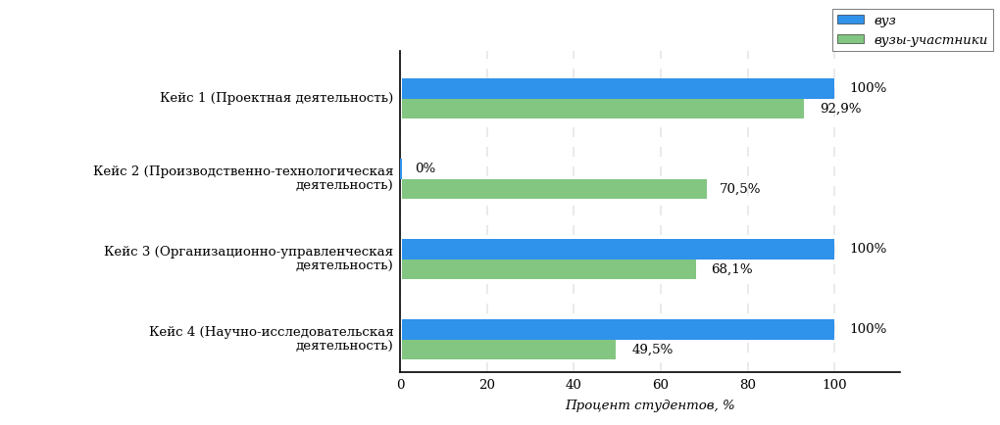 вуз
вузы-участники
Кейс 1 (Проектная деятельность)
100%
92,9%
Кейс 2 (Производственно-технологическая
деятельность)
0%
70,5%
Кейс 3 (Организационно-управленческая
деятельность)
100%
68,1%
Кейс 4 (Научно-исследовательская
деятельность)
100%
49,5%
0 20 40 60 80 100
Процент студентов, %